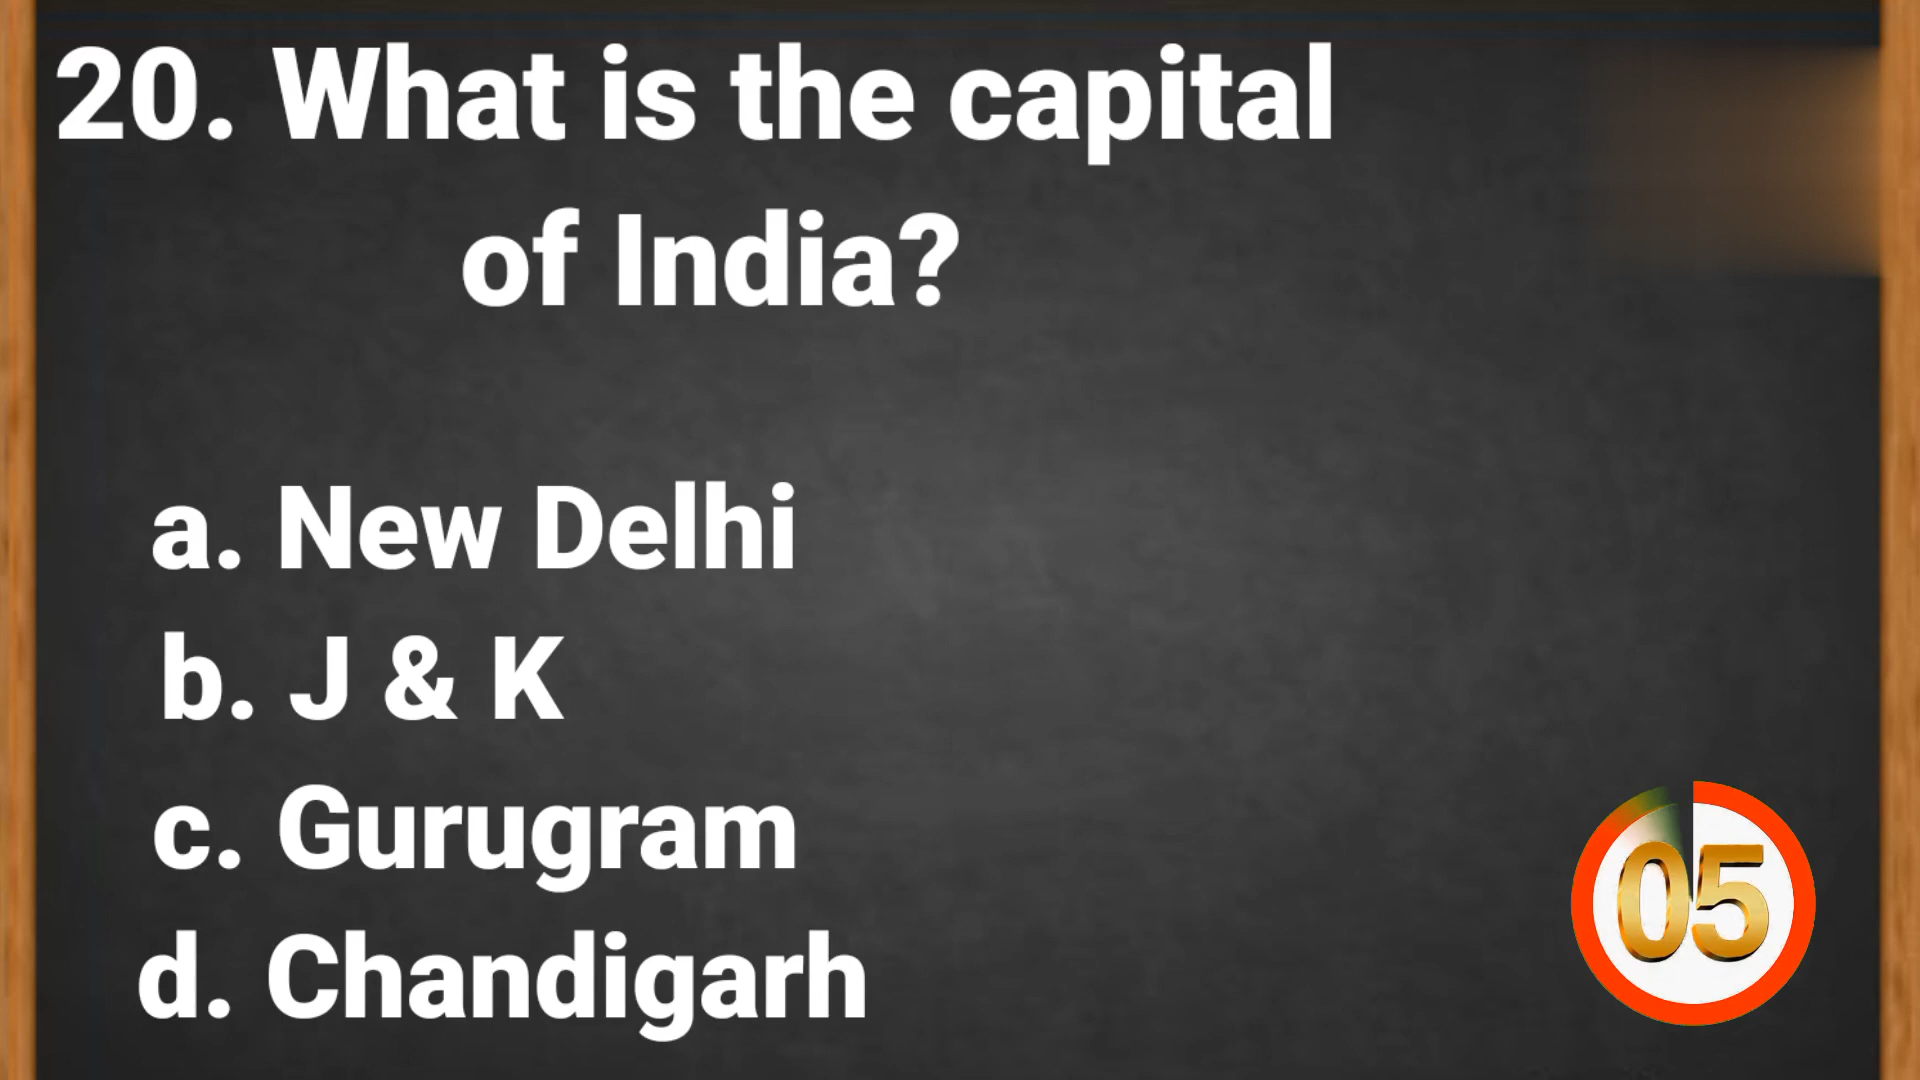 20. What is the capital
of India?
a. New Delhi
b. J & K
c. Gurugram
d. Chandigarh
05